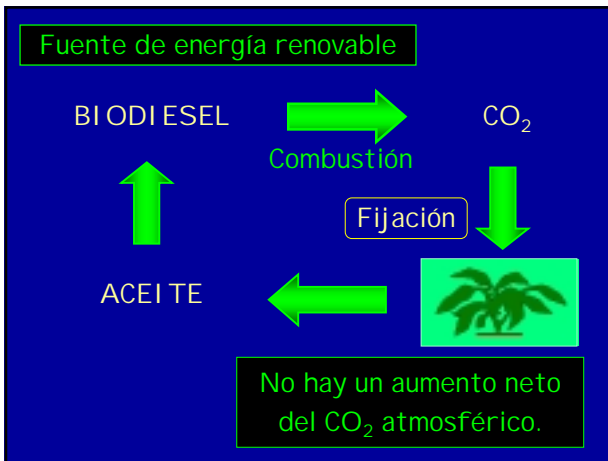 Fuente de energía renovable
BIODIESEL
CO₂
Combustión
Fijación
ACEITE
No hay un aumento neto
del CO₂ atmosférico.